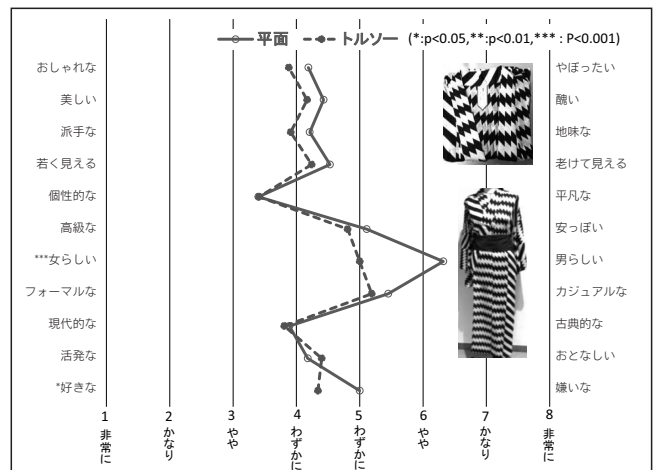 平面 トルソー (*:p<0.05,**:p<0.01,*** : P<0.001)
おしゃれな やぼったい
美しい 醜い
派手な 地味な
若く見える 老けて見える
個性的な 平凡な
高級な 安っぽい
***女らしい 男らしい
フォーマルな カジュアルな
現代的な 古典的な
活発な おとなしい
*好きな 嫌いな
1 2 3 4 5 6 7 8
非常に かなり やや わずかに わずかに やや かなり 非常に